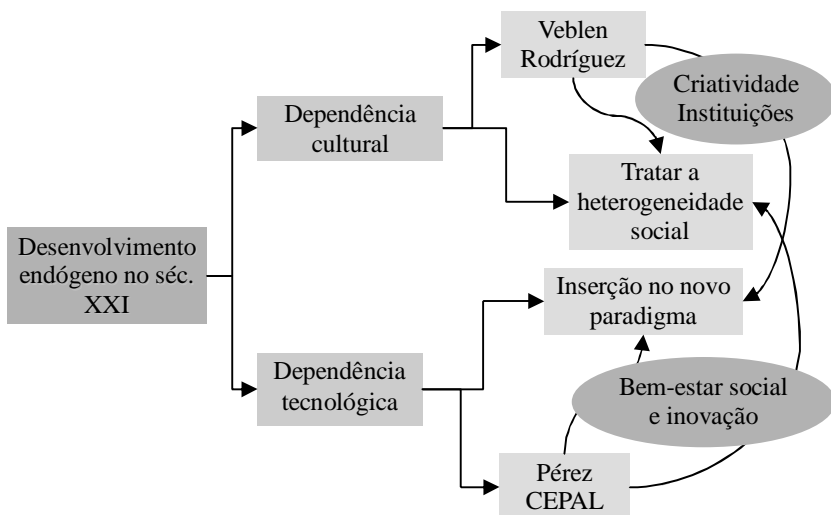 Veblen
Rodríguez
Criatividade
Instituições
Dependência
cultural
Tratar a
heterogeneidade
social
Desenvolvimento
endógeno no séc.
XXI
Inserção no novo
paradigma
Dependência
tecnológica
Bem-estar social
e inovação
Pérez
CEPAL